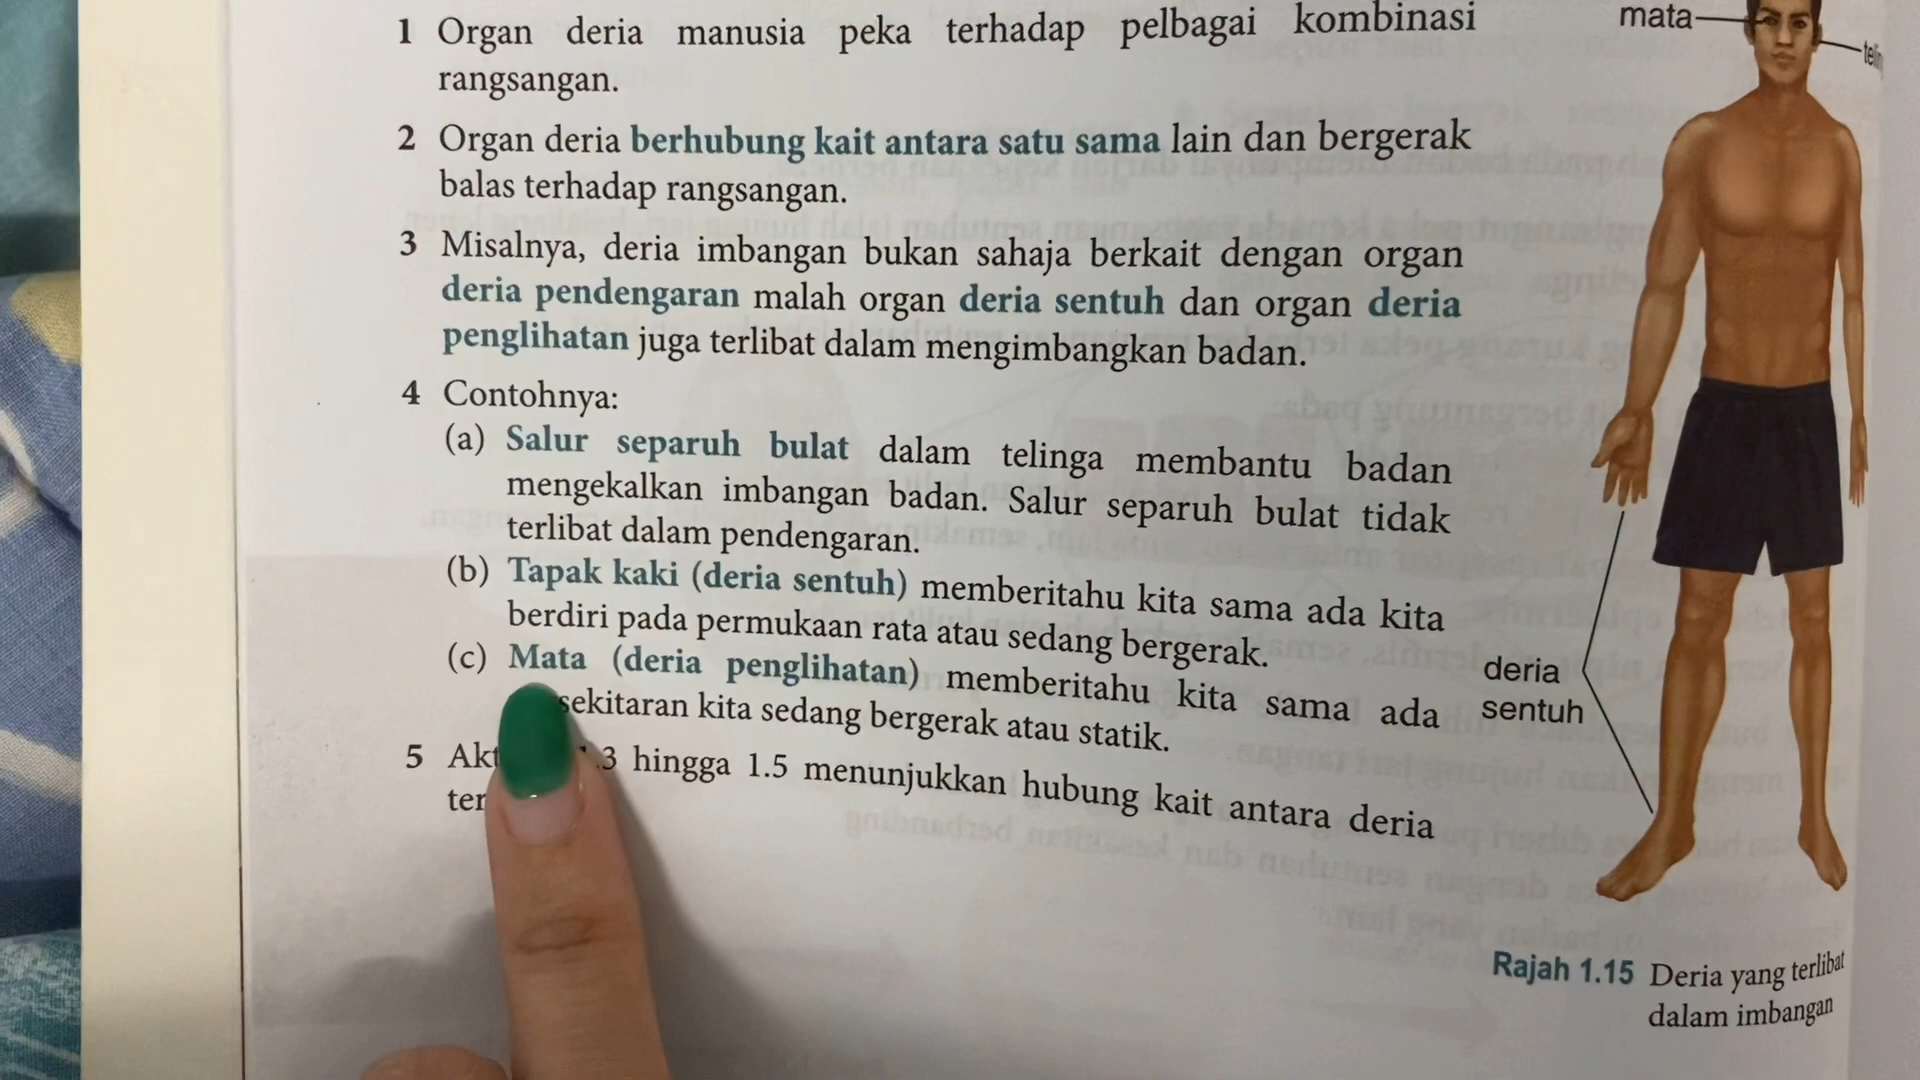 1 Organ deria manusia peka terhadap pelbagai kombinasi
rangsangan.
2 Organ deria berhubung kait antara satu sama lain dan bergerak
balas terhadap rangsangan.
3 Misalnya, deria imbangan bukan sahaja berkait dengan organ
deria pendengaran malah organ deria sentuh dan organ deria
penglihatan juga terlibat dalam mengimbangkan badan.
4 Contohnya:
(a) Salur separuh bulat dalam telinga membantu badan
mengekalkan imbangan badan. Salur separuh bulat tidak
terlibat dalam pendengaran.
(b) Tapak kaki (deria sentuh) memberitahu kita sama ada kita
berdiri pada permukaan rata atau sedang bergerak.
(c) Mata (deria penglihatan) memberitahu kita sama ada
sekitaran kita sedang bergerak atau statik.
5 Akt .3 hingga 1.5 menunjukkan hubung kait antara deria
ter
mata
deria
sentuh
Rajah 1.15 Deria yang terlibat
dalam imbangan